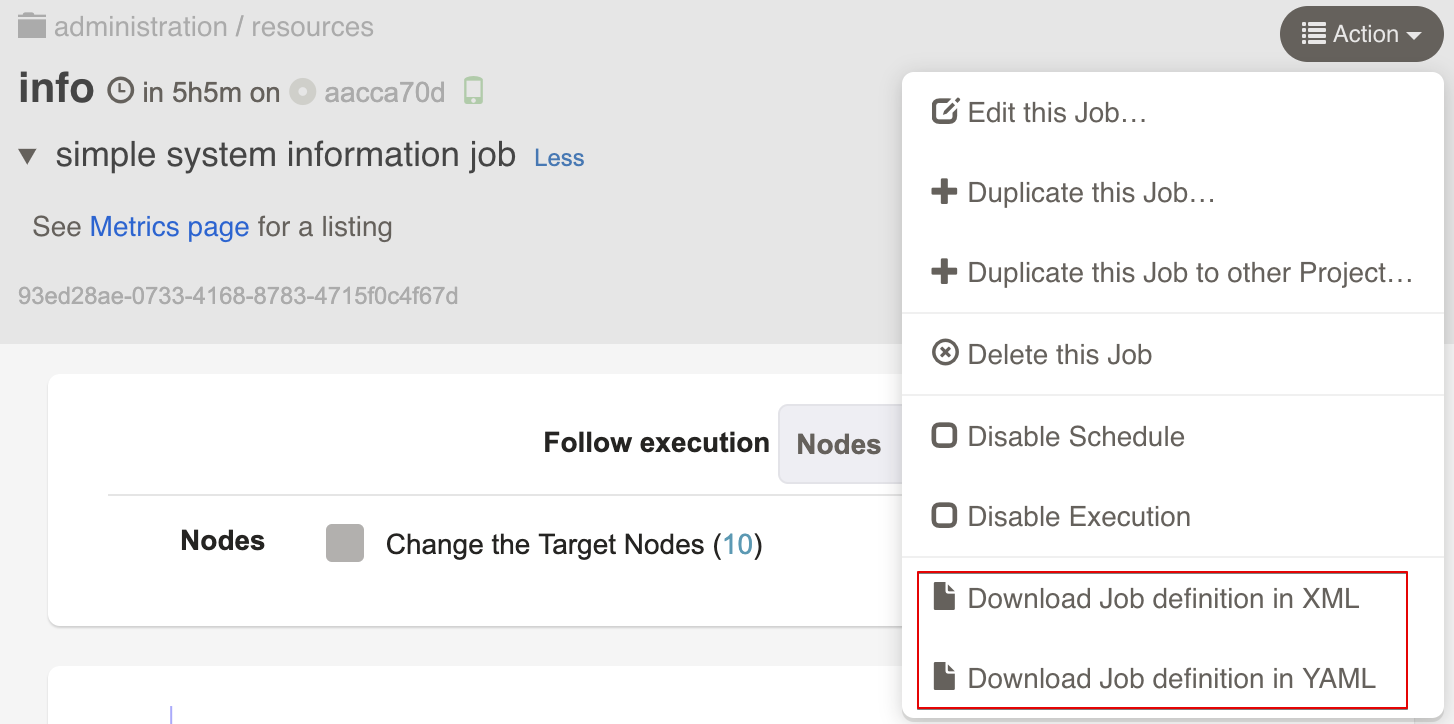 administration / resources
Action
info in 5h5m on aacca70d
simple system information job Less
See Metrics page for a listing
93ed28ae-0733-4168-8783-4715f0c4f67d
Edit this Job…
Duplicate this Job…
Duplicate this Job to other Project…
Delete this Job
Disable Schedule
Disable Execution
Download Job definition in XML
Download Job definition in YAML
Follow execution Nodes
Nodes Change the Target Nodes (10)